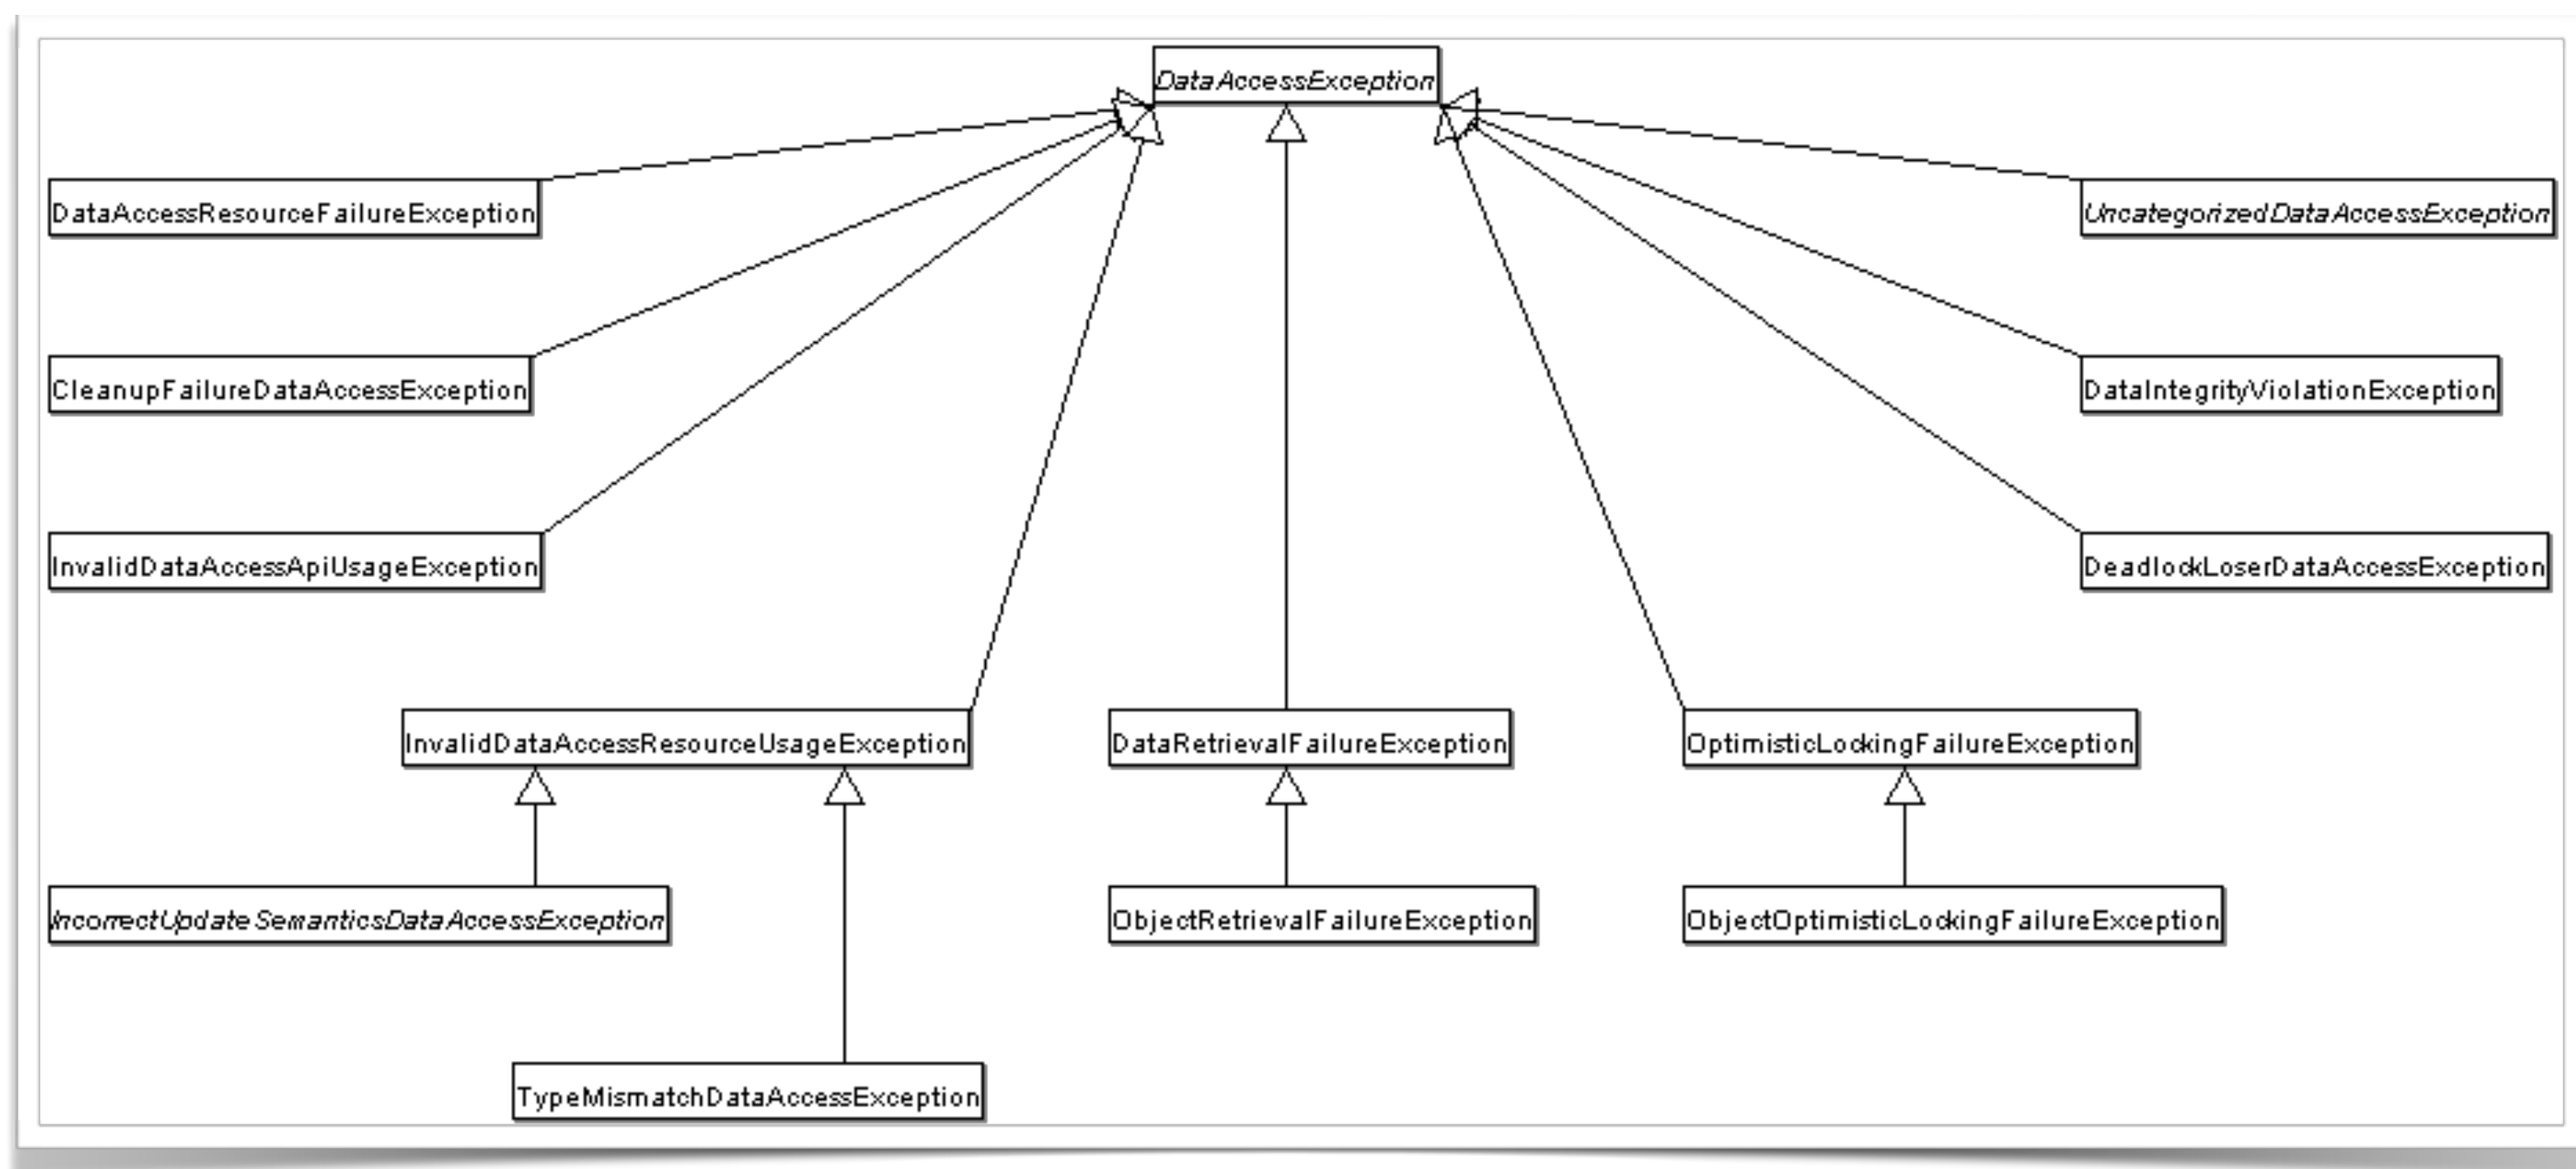 DataAccessException
DataAccessResourceFailureException
UncategorizedDataAccessException
CleanupFailureDataAccessException
DataIntegrityViolationException
InvalidDataAccessApiUsageException
DeadlockLoserDataAccessException
InvalidDataAccessResourceUsageException
DataRetrievalFailureException
OptimisticLockingFailureException
IncorrectUpdateSemanticsDataAccessException
ObjectRetrievalFailureException
ObjectOptimisticLockingFailureException
TypeMismatchDataAccessException